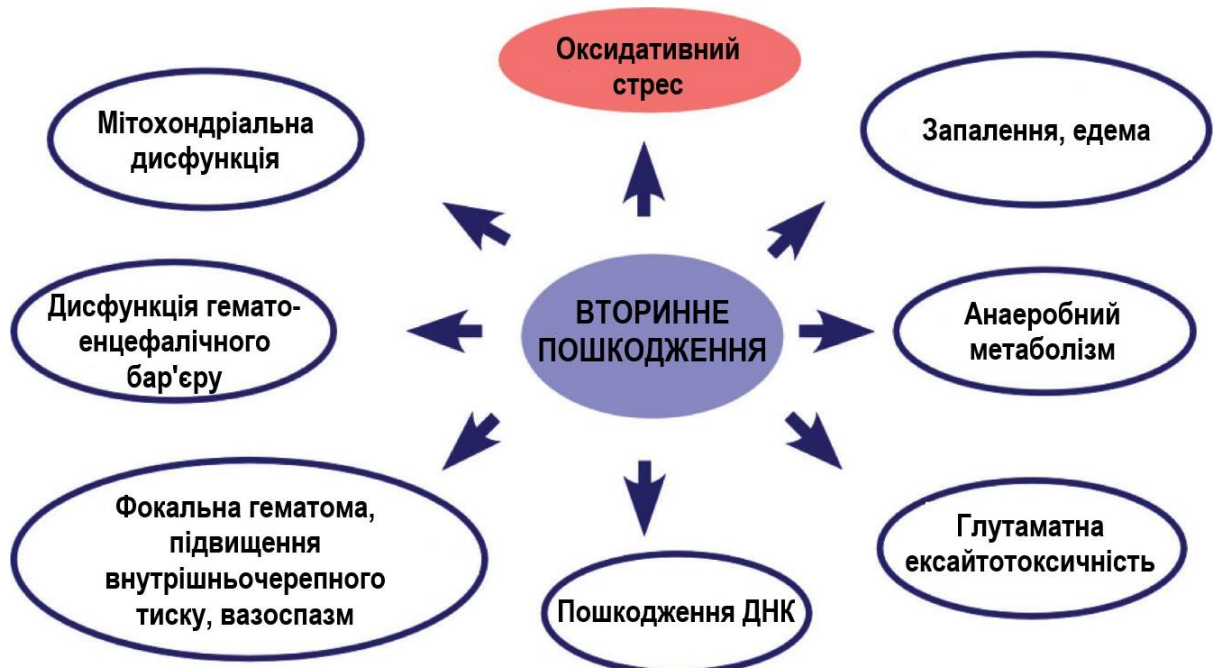 Оксидативний
стрес
Мітохондріальна
дисфункція
Запалення, едема
Дисфункція гемато-
енцефалічного
бар'єру
ВТОРИННЕ
ПОШКОДЖЕННЯ
Анаеробний
метаболізм
Фокальна гематома,
підвищення
внутрішньочерепного
тиску, вазоспазм
Пошкодження ДНК
Глутаматна
ексайтотоксичність